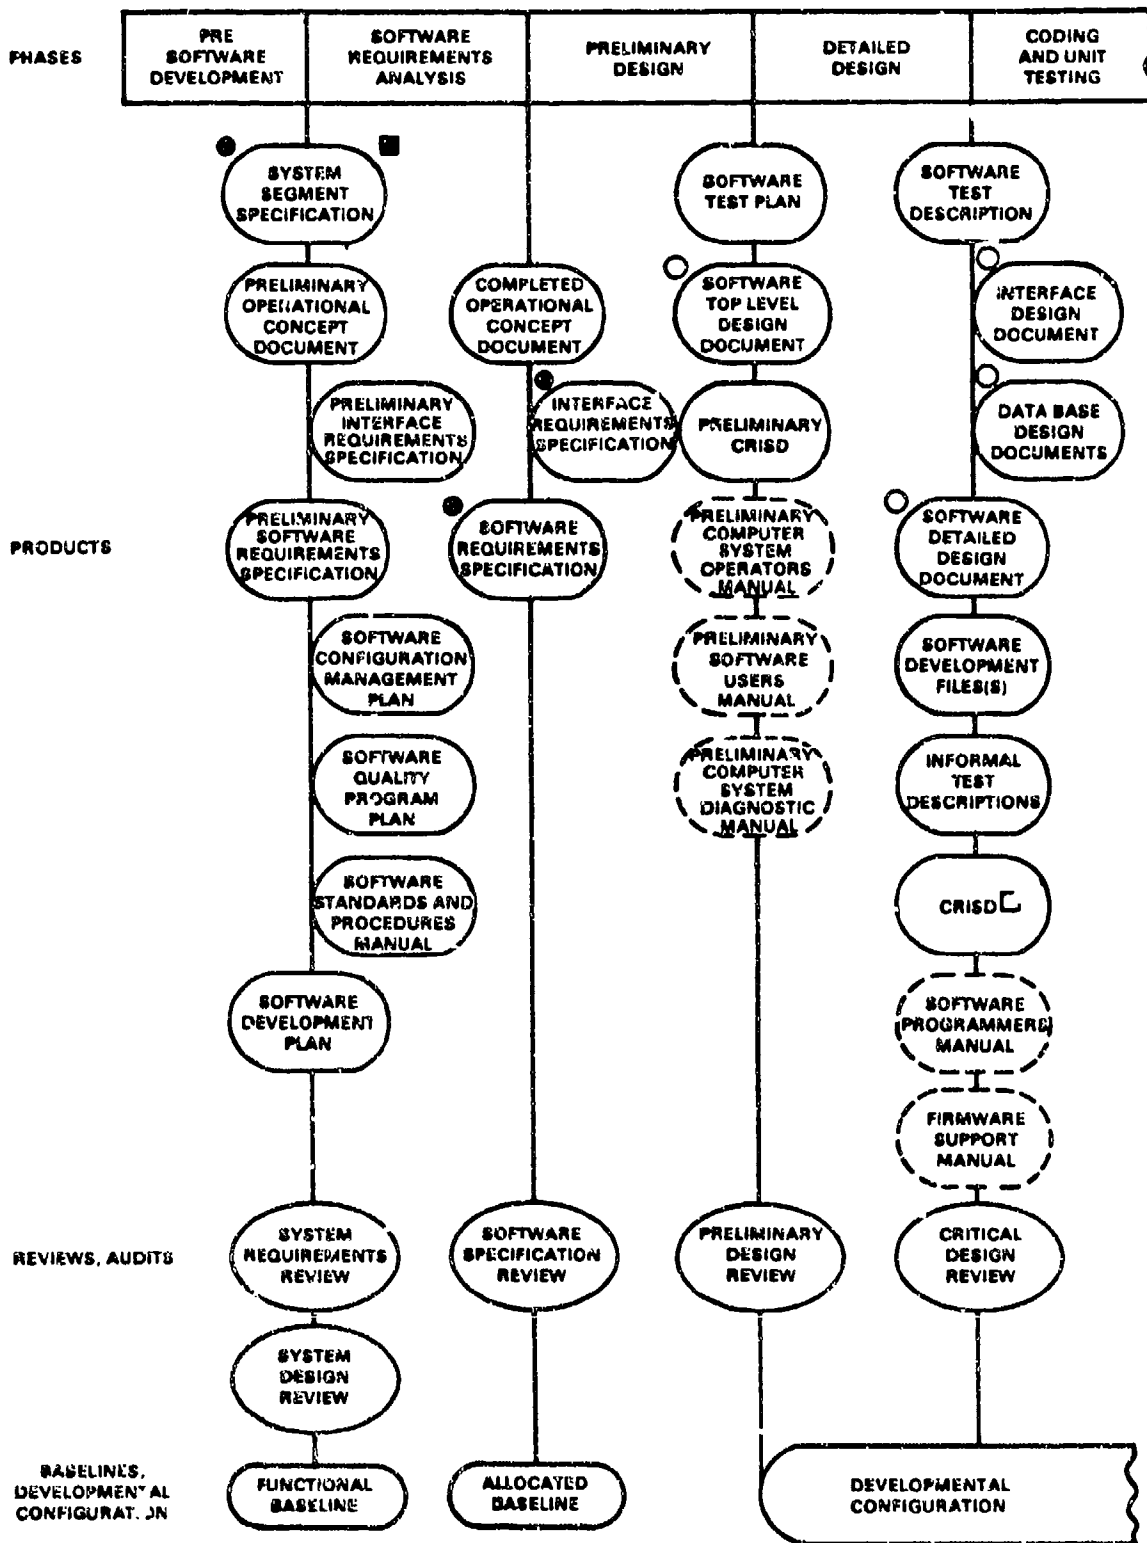 PHASES
PRE
SOFTWARE
DEVELOPMENT
SOFTWARE
REQUIREMENTS
ANALYSIS
PRELIMINARY
DESIGN
DETAILED
DESIGN
CODING
AND UNIT
TESTING
SYSTEM
SEGMENT
SPECIFICATION
SOFTWARE
TEST PLAN
SOFTWARE
TEST
DESCRIPTION
PRELIMINARY
OPERATIONAL
CONCEPT
DOCUMENT
COMPLETED
OPERATIONAL
CONCEPT
DOCUMENT
SOFTWARE
TOP LEVEL
DESIGN
DOCUMENT
INTERFACE
DESIGN
DOCUMENT
PRELIMINARY
INTERFACE
REQUIREMENTS
SPECIFICATION
INTERFACE
REQUIREMENTS
SPECIFICATION
PRELIMINARY
CRISD
DATA BASE
DESIGN
DOCUMENTS
PRODUCTS
PRELIMINARY
SOFTWARE
REQUIREMENTS
SPECIFICATION
SOFTWARE
REQUIREMENTS
SPECIFICATION
PRELIMINARY
COMPUTER
SYSTEM
OPERATORS
MANUAL
SOFTWARE
DETAILED
DESIGN
DOCUMENT
SOFTWARE
CONFIGURATION
MANAGEMENT
PLAN
PRELIMINARY
SOFTWARE
USERS
MANUAL
SOFTWARE
DEVELOPMENT
FILES(S)
SOFTWARE
QUALITY
PROGRAM
PLAN
PRELIMINARY
COMPUTER
SYSTEM
DIAGNOSTIC
MANUAL
INFORMAL
TEST
DESCRIPTIONS
SOFTWARE
STANDARDS AND
PROCEDURES
MANUAL
CRISD
SOFTWARE
DEVELOPMENT
PLAN
SOFTWARE
PROGRAMMERS
MANUAL
FIRMWARE
SUPPORT
MANUAL
REVIEWS, AUDITS
SYSTEM
REQUIREMENTS
REVIEW
SOFTWARE
SPECIFICATION
REVIEW
PRELIMINARY
DESIGN
REVIEW
CRITICAL
DESIGN
REVIEW
SYSTEM
DESIGN
REVIEW
BASELINES,
DEVELOPMENTAL
CONFIGURATION
FUNCTIONAL
BASELINE
ALLOCATED
BASELINE
DEVELOPMENTAL
CONFIGURATION